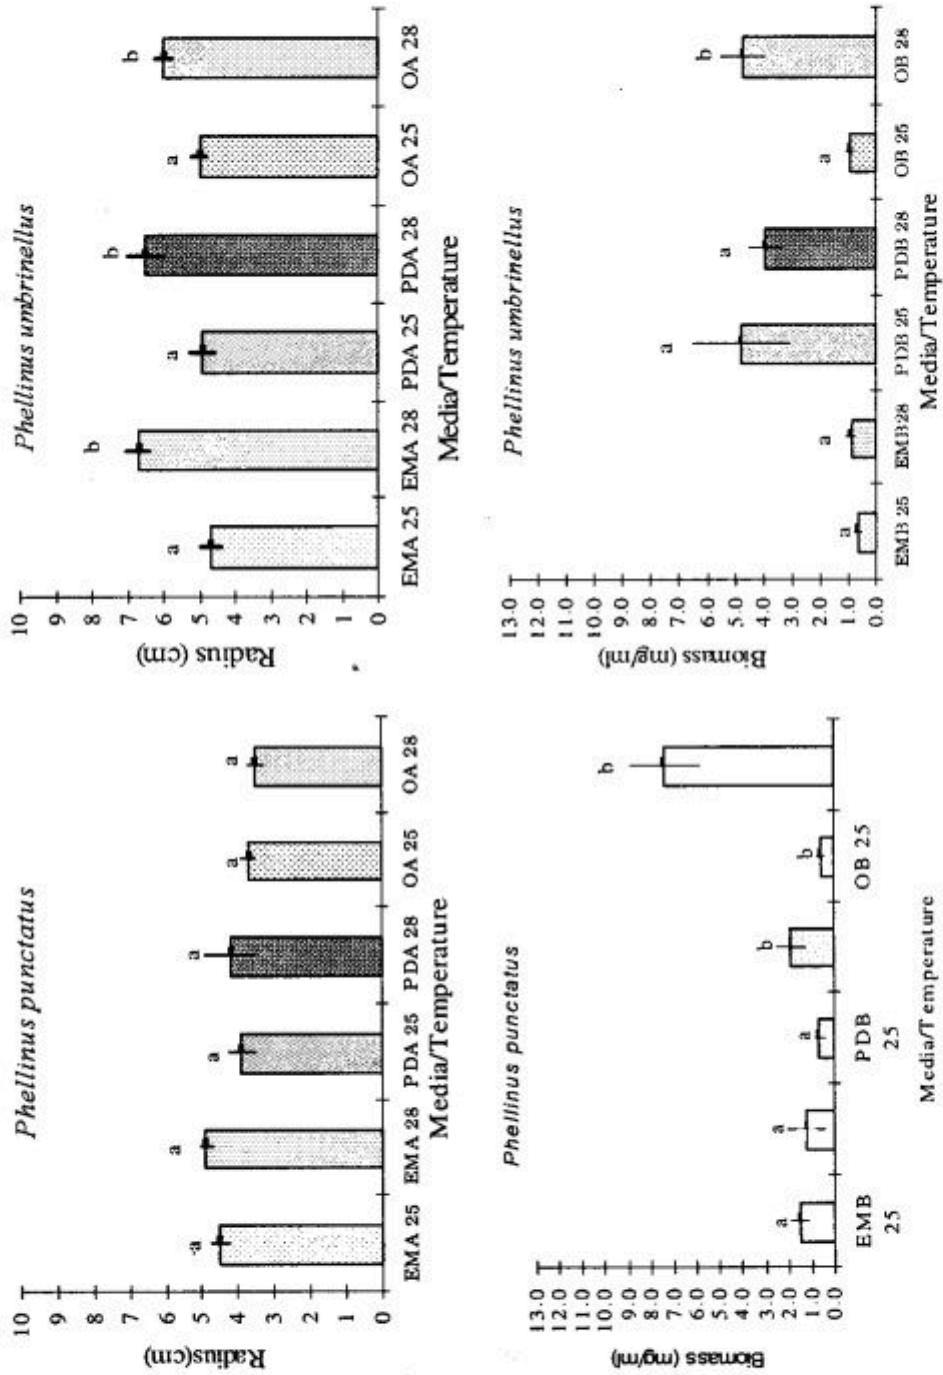 Phellinus punctatus
10
9
8
7
6
5
4
3
2
1
0
Radius(cm)
a
a
a
a
a
a
EMA 25 EMA 28 PDA 25 PDA 28 OA 25 OA 28
Media/Temperature
Phellinus umbrinellus
10
9
8
7
6
5
4
3
2
1
0
Radius (cm)
a
b
a
b
a
b
EMA 25 EMA 28 PDA 25 PDA 28 OA 25 OA 28
Media/Temperature
Phellinus punctatus
13.0
12.0
11.0
10.0
9.0
8.0
7.0
6.0
5.0
4.0
3.0
2.0
1.0
0.0
Biomass (mg/ml)
a
a
a
b
b
b
EMB PDB OB 25
25 25
Media/Temperature
Phellinus umbrinellus
13.0
12.0
11.0
10.0
9.0
8.0
7.0
6.0
5.0
4.0
3.0
2.0
1.0
0.0
Biomass (mg/ml)
a
a
a
a
a
b
EMB 25 EMB28 PDB 25 PDB 28 OB 25 OB 28
Media/Temperature